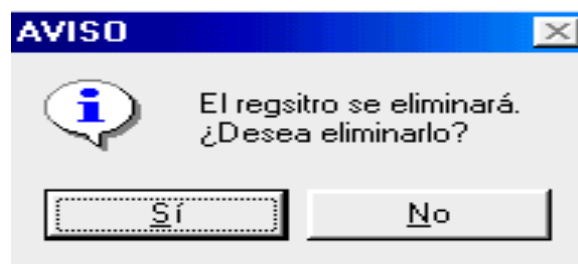 AVISO
El regsitro se eliminará.
¿Desea eliminarlo?
Sí
No